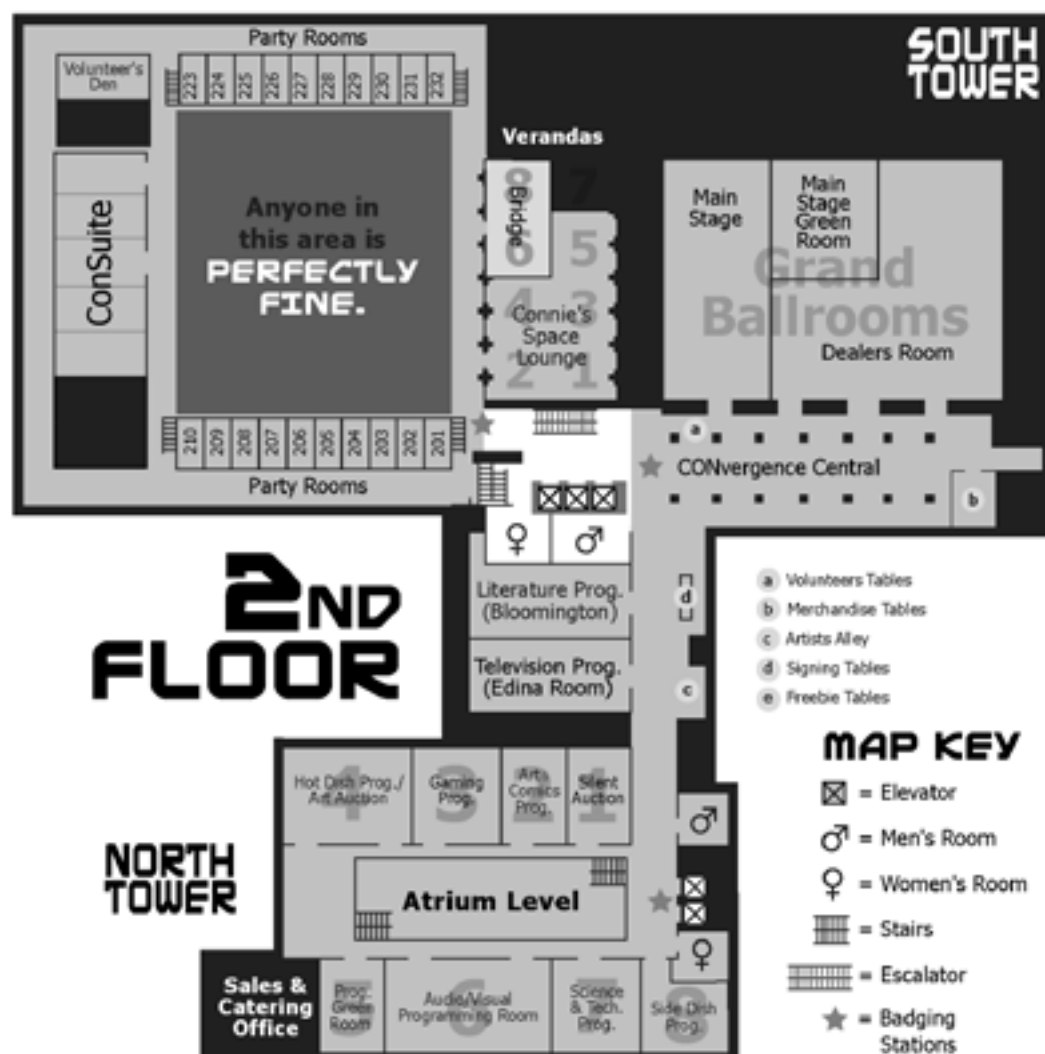 SOUTH
TOWER
Party Rooms
Volunteer's
Den
223 224 225 226 227 228 229 230 231 232
Verandas
ConSuite
Anyone in
this area is
PERFECTLY
FINE.
8 7
Bridge
6 5
4 3
Connie's
Space
Lounge
2 1
Main
Stage
Main
Stage
Green
Room
Grand
Ballrooms
Dealers Room
210 209 208 207 206 205 204 203 202 201
Party Rooms
a
CONvergence Central
b
2ND
FLOOR
Literature Prog.
(Bloomington)
d
Television Prog.
(Edina Room)
c
a Volunteers Tables
b Merchandise Tables
c Artists Alley
d Signing Tables
e Freebie Tables
MAP KEY
= Elevator
= Men's Room
= Women's Room
= Stairs
= Escalator
= Badging
Stations
NORTH
TOWER
4 3 2 1
Hot Dish Prog./
Art Auction
Gaming
Prog.
Art
Comics
Prog.
Silent
Auction
Atrium Level
Sales &
Catering
Office
5 6 7 8
Prog.
Green
Room
Audio/Visual
Programming Room
Science
& Tech.
Prog.
Side Dish
Prog.